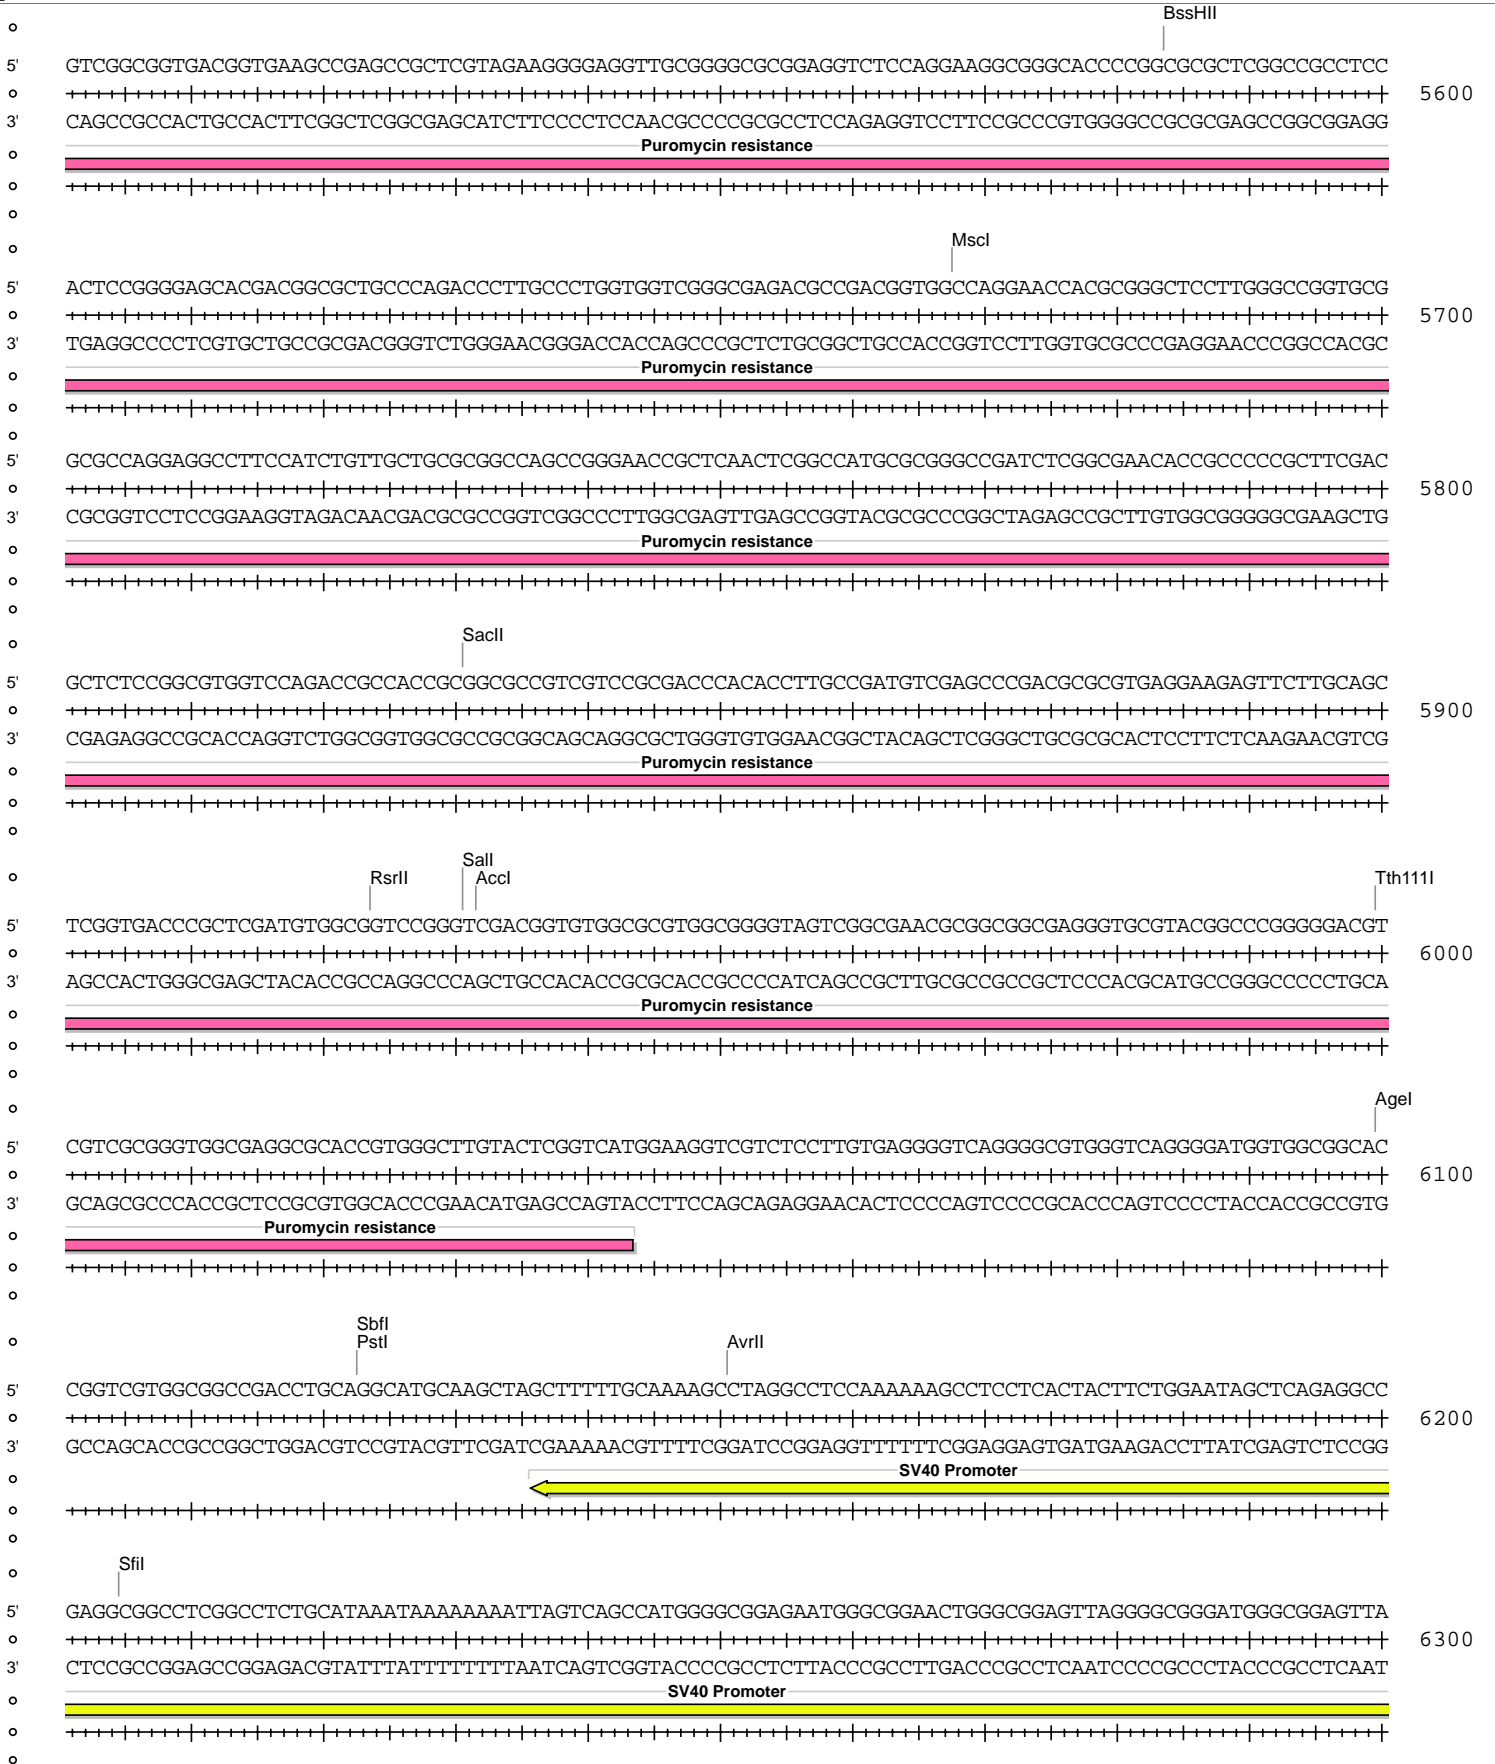 BssHII
5' GTCGGCGGTGACGGTGAAGCCGAGCCGCTCGTAGAAGGGGAGGTTGCGGGGCGCGGAGGTCTCCAGGAAGGCGGGCACCCCGGCGCGCTCGGCCGCCTCC
5600
3' CAGCCGCCACTGCCACTTCGGCTCGGCGAGCATCTTCCCCTCCAACGCCCCGCGCCTCCAGAGGTCCTTCCGCCCGTGGGGCCGCGCGAGCCGGCGGAGG
Puromycin resistance
MscI
5' ACTCCGGGGAGCACGACGGCGCTGCCCAGACCCTTGCCCTGGTGGTCGGGCGAGACGCCGACGGTGGCCAGGAACCACGCGGGCTCCTTGGGCCGGTGCG
5700
3' TGAGGCCCCTCGTGCTGCCGCGACGGGTCTGGGAACGGGACCACCAGCCCGCTCTGCGGCTGCCACCGGTCCTTGGTGCGCCCGAGGAACCCGGCCACGC
Puromycin resistance
5' GCGCCAGGAGGCCTTCCATCTGTTGCTGCGCGGCCAGCCGGGAACCGCTCAACTCGGCCATGCGCGGGCCGATCTCGGCGAACACCGCCCCCGCTTCGAC
5800
3' CGCGGTCCTCCGGAAGGTAGACAACGACGCGCCGGTCGGCCCTTGGCGAGTTGAGCCGGTACGCGCCCGGCTAGAGCCGCTTGTGGCGGGGGCGAAGCTG
Puromycin resistance
SacII
5' GCTCTCCGGCGTGGTCCAGACCGCCACCGCGGCGCCGTCGTCCGCGACCCACACCTTGCCGATGTCGAGCCCGACGCGCGTGAGGAAGAGTTCTTGCAGC
5900
3' CGAGAGGCCGCACCAGGTCTGGCGGTGGCGCCGCGGCAGCAGGCGCTGGGTGTGGAACGGCTACAGCTCGGGCTGCGCGCACTCCTTCTCAAGAACGTCG
Puromycin resistance
SalI
RsrII AccI Tth111I
5' TCGGTGACCCGCTCGATGTGGCGGTCCGGGTCGACGGTGTGGCGCGTGGCGGGGTAGTCGGCGAACGCGGCGGCGAGGGTGCGTACGGCCCGGGGGACGT
6000
3' AGCCACTGGGCGAGCTACACCGCCAGGCCCAGCTGCCACACCGCGCACCGCCCCATCAGCCGCTTGCGCCGCCGCTCCCACGCATGCCGGGCCCCCTGCA
Puromycin resistance
AgeI
5' CGTCGCGGGTGGCGAGGCGCACCGTGGGCTTGTACTCGGTCATGGAAGGTCGTCTCCTTGTGAGGGGTCAGGGGCGTGGGTCAGGGGATGGTGGCGGCAC
6100
3' GCAGCGCCCACCGCTCCGCGTGGCACCCGAACATGAGCCAGTACCTTCCAGCAGAGGAACACTCCCCAGTCCCCGCACCCAGTCCCCTACCACCGCCGTG
Puromycin resistance
SbfI
PstI AvrII
5' CGGTCGTGGCGGCCGACCTGCAGGCATGCAAGCTAGCTTTTTGCAAAAGCCTAGGCCTCCAAAAAAGCCTCCTCACTACTTCTGGAATAGCTCAGAGGCC
6200
3' GCCAGCACCGCCGGCTGGACGTCCGTACGTTCGATCGAAAAACGTTTTCGGATCCGGAGGTTTTTTCGGAGGAGTGATGAAGACCTTATCGAGTCTCCGG
SV40 Promoter
SfiI
5' GAGGCGGCCTCGGCCTCTGCATAAATAAAAAAAATTAGTCAGCCATGGGGCGGAGAATGGGCGGAACTGGGCGGAGTTAGGGGCGGGATGGGCGGAGTTA
6300
3' CTCCGCCGGAGCCGGAGACGTATTTATTTTTTTTAATCAGTCGGTACCCCGCCTCTTACCCGCCTTGACCCGCCTCAATCCCCGCCCTACCCGCCTCAAT
SV40 Promoter